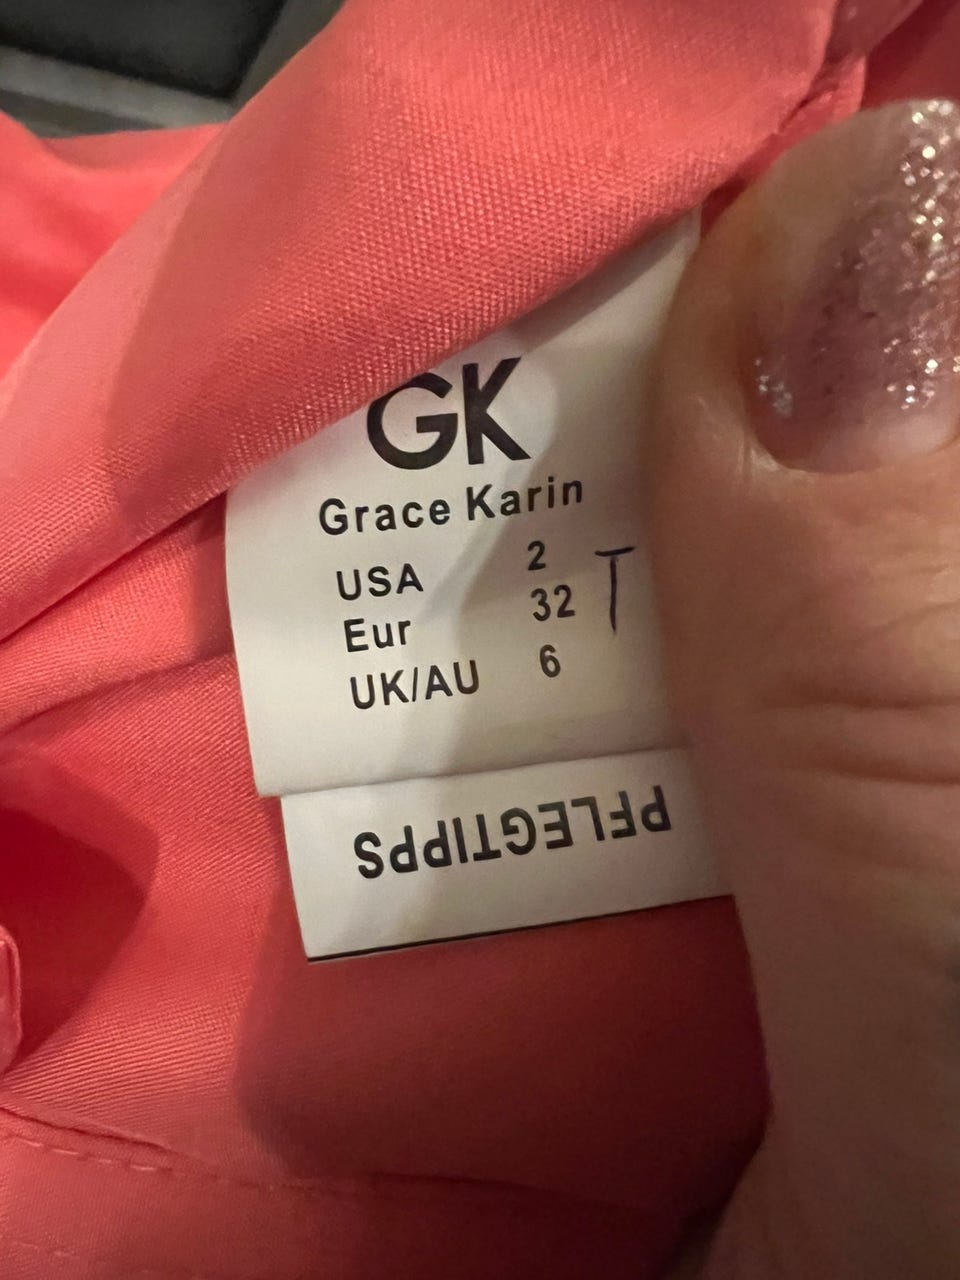 GK
Grace Karin
USA 2
Eur 32 T
UK/AU 6
PFLEGTIPPS